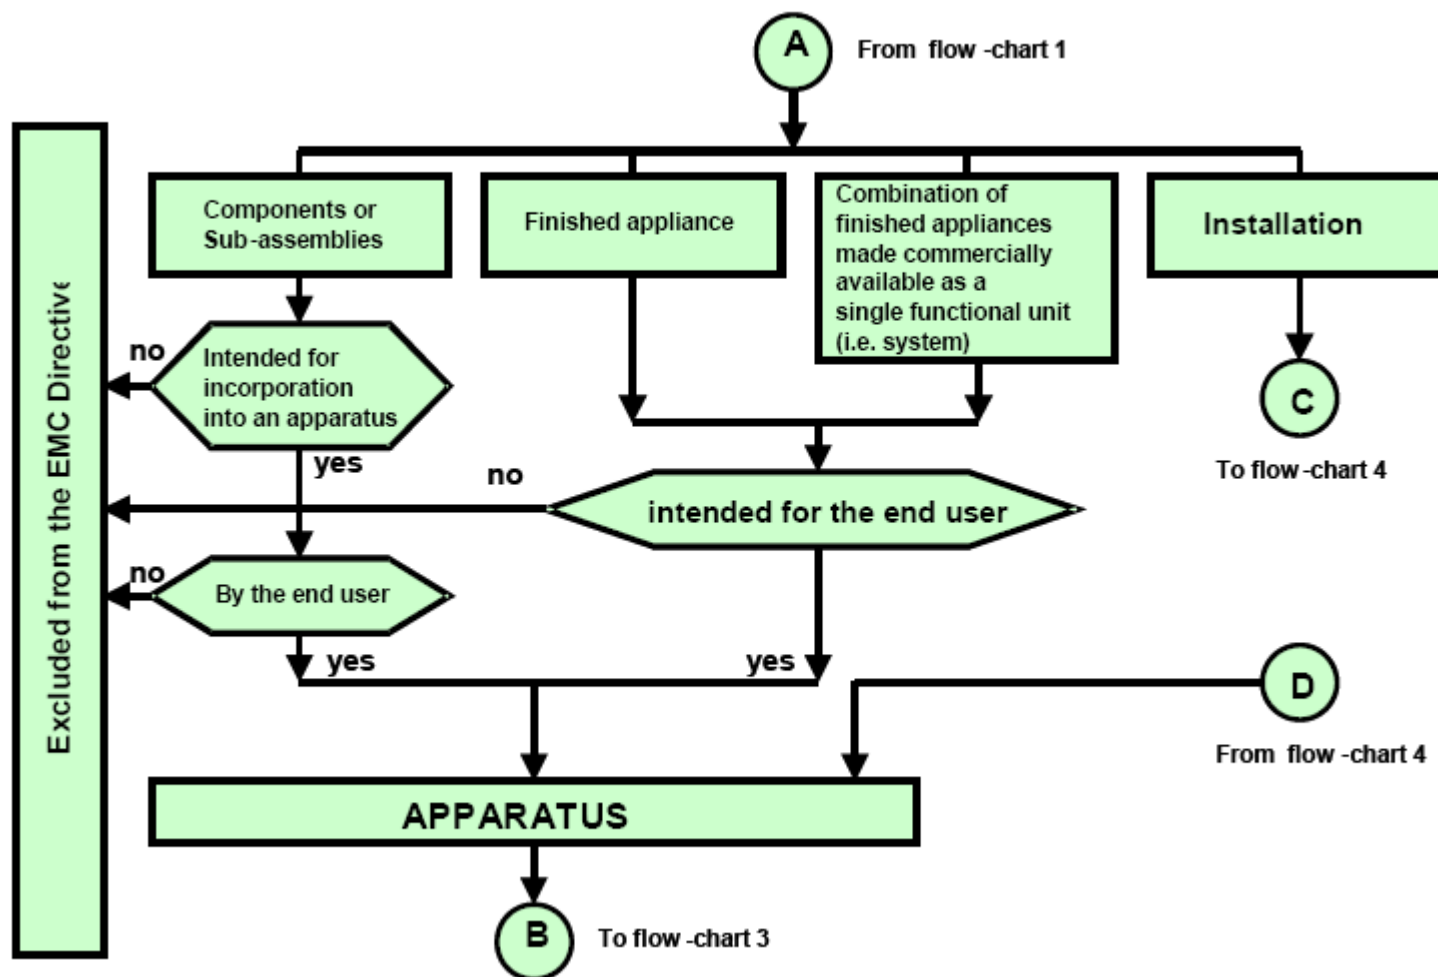 A
From flow -chart 1
Components or
Sub-assemblies
Finished appliance
Combination of
finished appliances
made commercially
available as a
single functional unit
(i.e. system)
Installation
Excluded from the EMC Directive
no
Intended for
incorporation
into an apparatus
C
yes
no
To flow-chart 4
intended for the end user
no
By the end user
yes
yes
D
From flow -chart 4
APPARATUS
B
To flow -chart 3